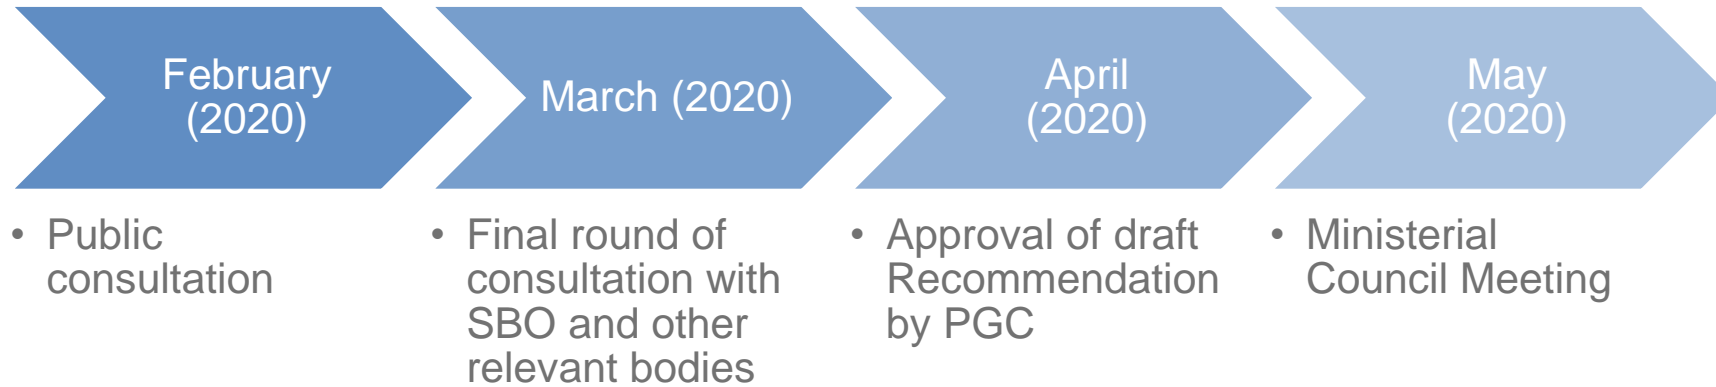 February
(2020)
• Public
consultation
March (2020)
• Final round of
consultation with
SBO and other
relevant bodies
April
(2020)
• Approval of draft
Recommendation
by PGC
May
(2020)
• Ministerial
Council Meeting